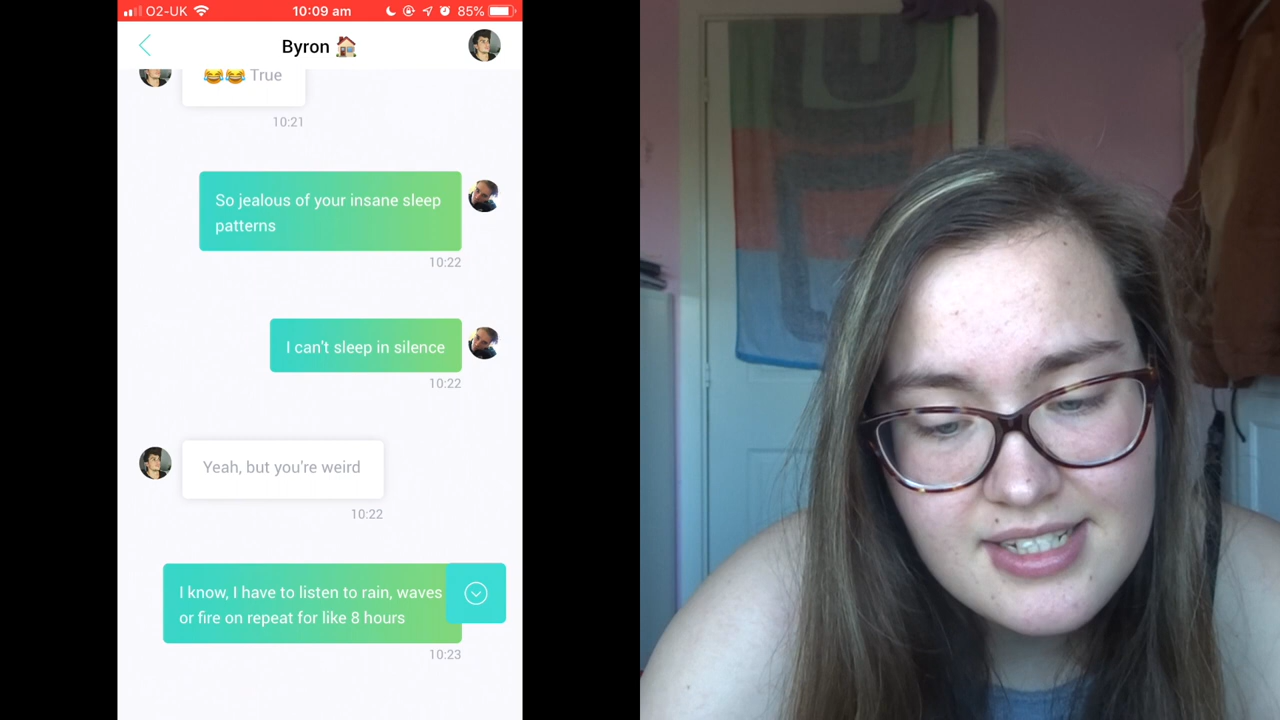 O2-UK 10:09 am 85%
Byron 🏠
😂😂 True
10:21
So jealous of your insane sleep
patterns
10:22
I can't sleep in silence
10:22
Yeah, but you're weird
10:22
I know, I have to listen to rain, waves
or fire on repeat for like 8 hours
10:23